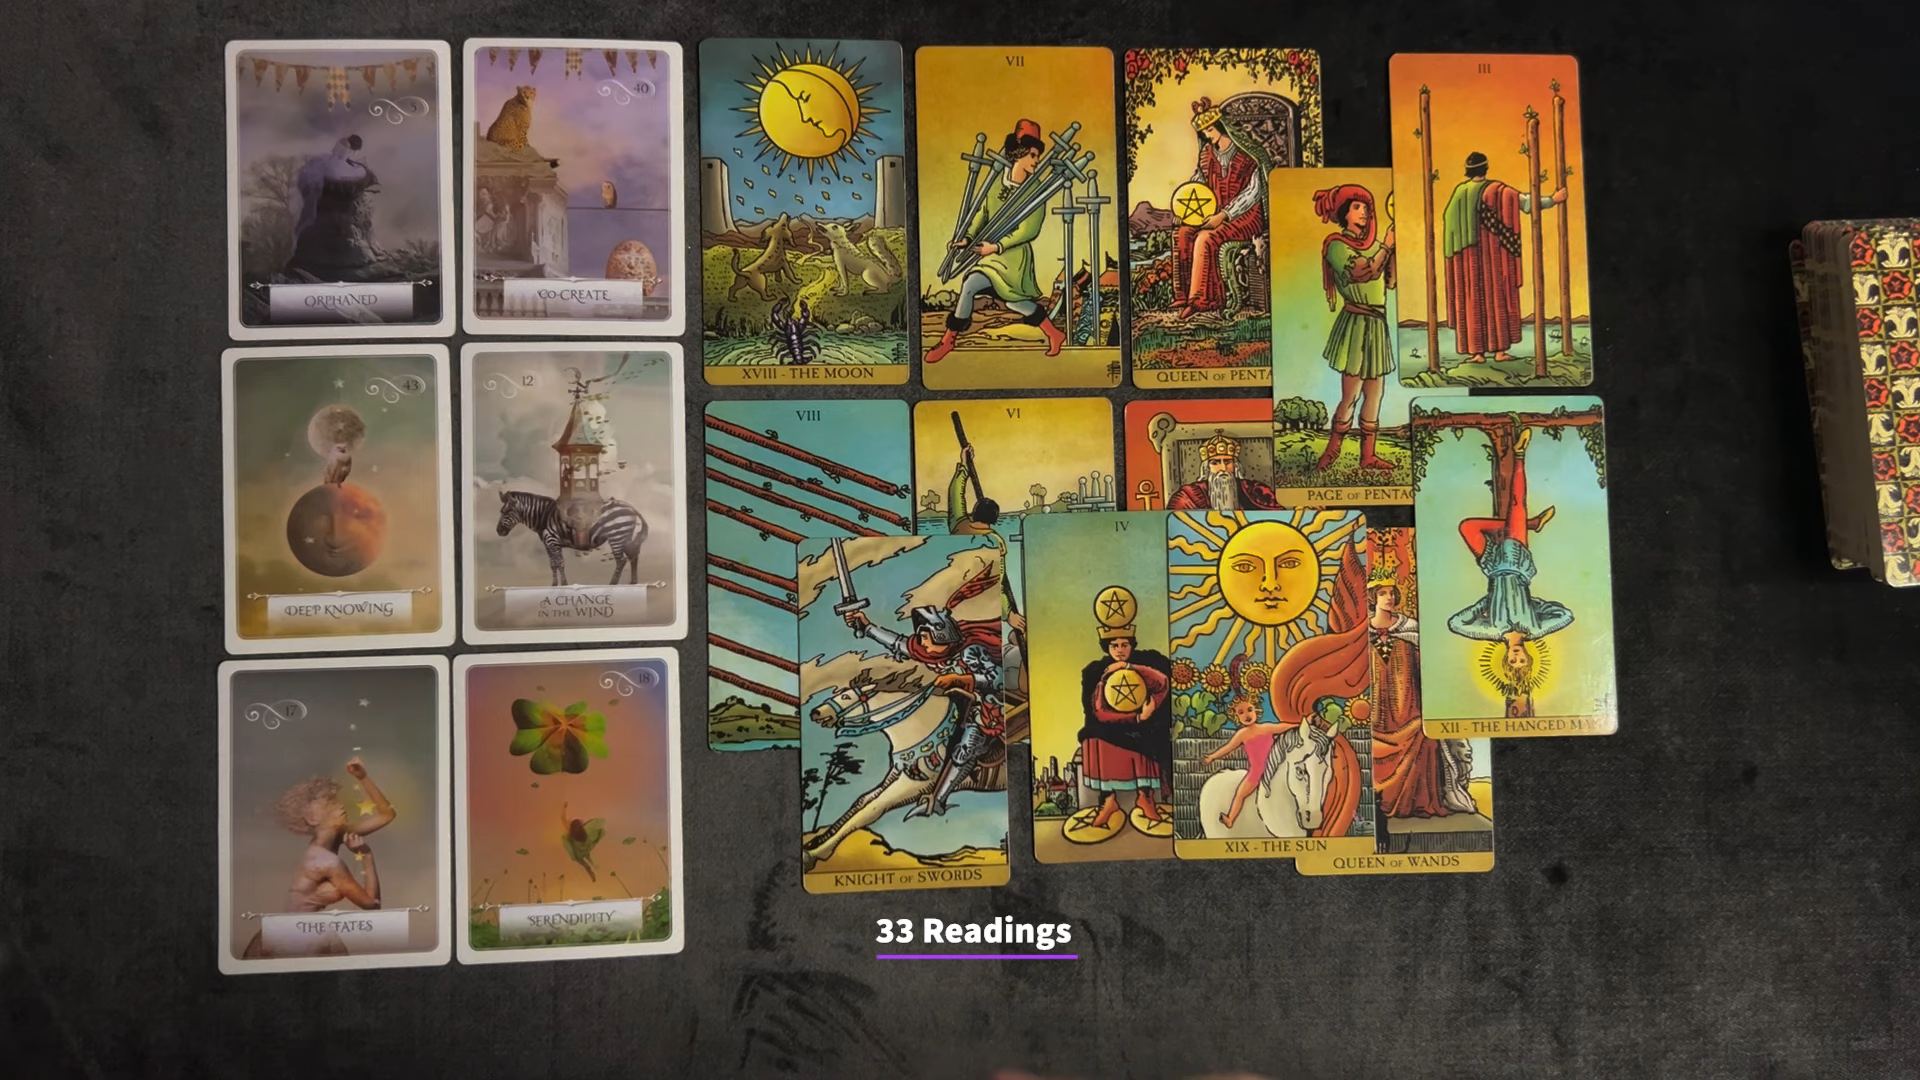 5
ORPHANED
40
CO-CREATE
XVIII - THE MOON
VII
QUEEN OF PENTA
III
43
DEEP KNOWING
12
A CHANGE
IN THE WIND
VIII
VI
PAGE OF PENTAC
IV
XII - THE HANGED MA
17
THE FATES
18
SERENDIPITY
KNIGHT OF SWORDS
XIX - THE SUN
QUEEN OF WANDS
33 Readings